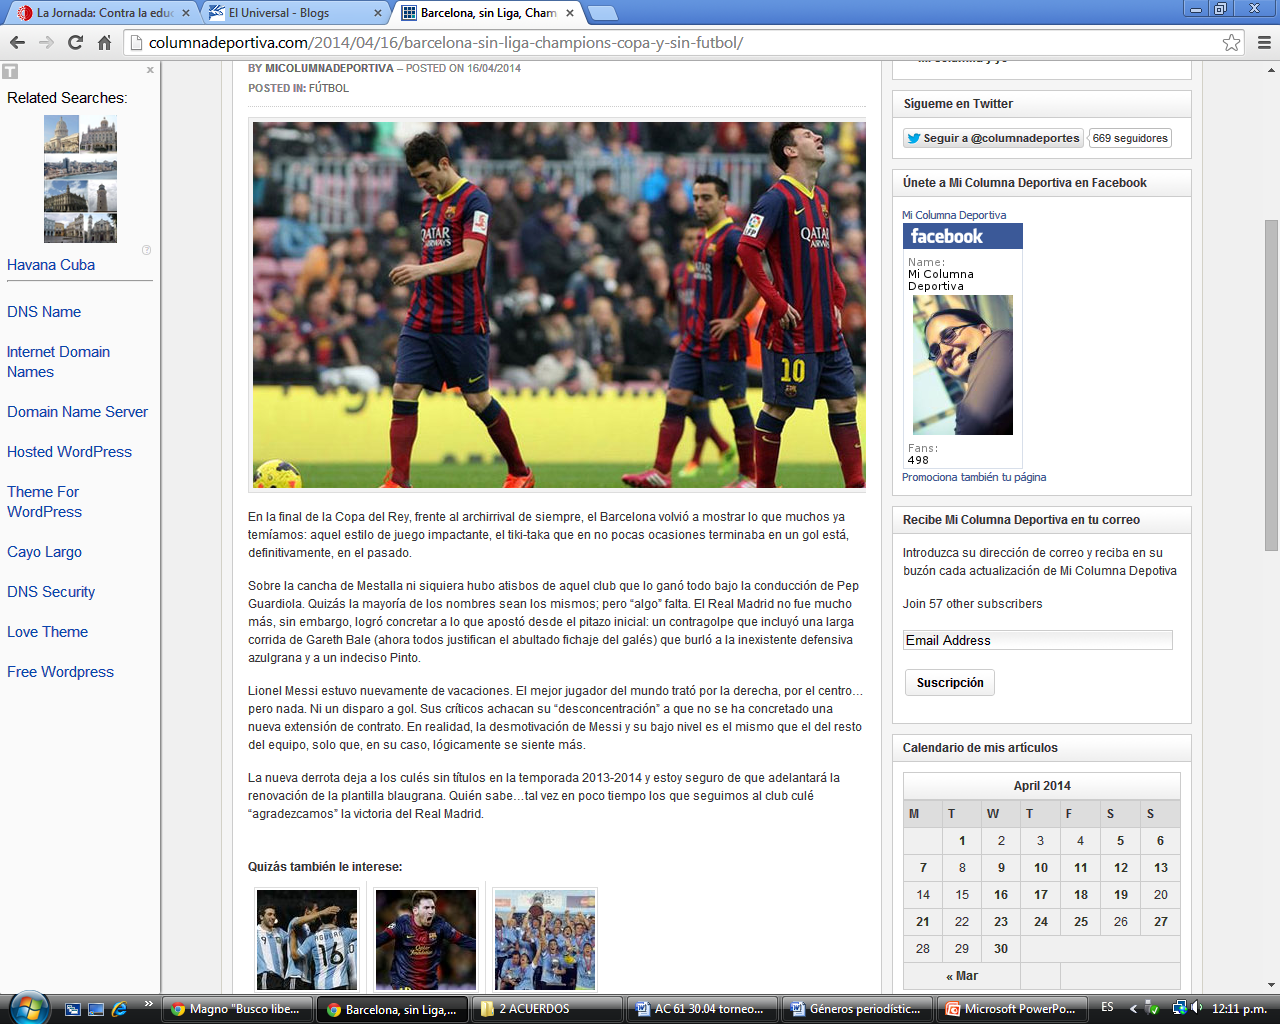 La Jornada: Contra la educ
El Universal - Blogs
Barcelona, sin Liga, Cham
columnadeportiva.com/2014/04/16/barcelona-sin-liga-champions-copa-y-sin-futbol/
T
Related Searches:
Havana Cuba
DNS Name
Internet Domain
Names
Domain Name Server
Hosted WordPress
Theme For
WordPress
Cayo Largo
DNS Security
Love Theme
Free Wordpress
BY MICOLUMNADEPORTIVA – POSTED ON 16/04/2014
POSTED IN: FÚTBOL
QATAR
AIRWAYS
QATAR
AIRWAYS
QATAR
AIRWAYS
LFP
10
En la final de la Copa del Rey, frente al archirrival de siempre, el Barcelona volvió a mostrar lo que muchos ya
temíamos: aquel estilo de juego impactante, el tiki-taka que en no pocas ocasiones terminaba en un gol está,
definitivamente, en el pasado.
Sobre la cancha de Mestalla ni siquiera hubo atisbos de aquel club que lo ganó todo bajo la conducción de Pep
Guardiola. Quizás la mayoría de los nombres sean los mismos; pero “algo” falta. El Real Madrid no fue mucho
más, sin embargo, logró concretar a lo que apostó desde el pitazo inicial: un contragolpe que incluyó una larga
corrida de Gareth Bale (ahora todos justifican el abultado fichaje del galés) que burló a la inexistente defensiva
azulgrana y a un indeciso Pinto.
Lionel Messi estuvo nuevamente de vacaciones. El mejor jugador del mundo trató por la derecha, por el centro…
pero nada. Ni un disparo a gol. Sus críticos achacan su “desconcentración” a que no se ha concretado una
nueva extensión de contrato. En realidad, la desmotivación de Messi y su bajo nivel es el mismo que el del resto
del equipo, solo que, en su caso, lógicamente se siente más.
La nueva derrota deja a los culés sin títulos en la temporada 2013-2014 y estoy seguro de que adelantará la
renovación de la plantilla blaugrana. Quién sabe…tal vez en poco tiempo los que seguimos al club culé
“agradezcamos” la victoria del Real Madrid.
Quizás también le interese:
16
Sígueme en Twitter
Seguir a @columnadeportes 669 seguidores
Únete a Mi Columna Deportiva en Facebook
Mi Columna Deportiva
facebook
Name:
Mi Columna
Deportiva
Fans:
498
Promociona también tu página
Recibe Mi Columna Deportiva en tu correo
Introduzca su dirección de correo y reciba en su
buzón cada actualización de Mi Columna Depotiva
Join 57 other subscribers
Email Address
Suscripción
Calendario de mis artículos
April 2014
M T W T F S S
1 2 3 4 5 6
7 8 9 10 11 12 13
14 15 16 17 18 19 20
21 22 23 24 25 26 27
28 29 30
« Mar
Magno "Busco libe...
Barcelona, sin Liga,...
2 ACUERDOS
AC 61 30.04 torneo...
Géneros periodístic...
Microsoft PowerPo...
ES
12:11 p.m.